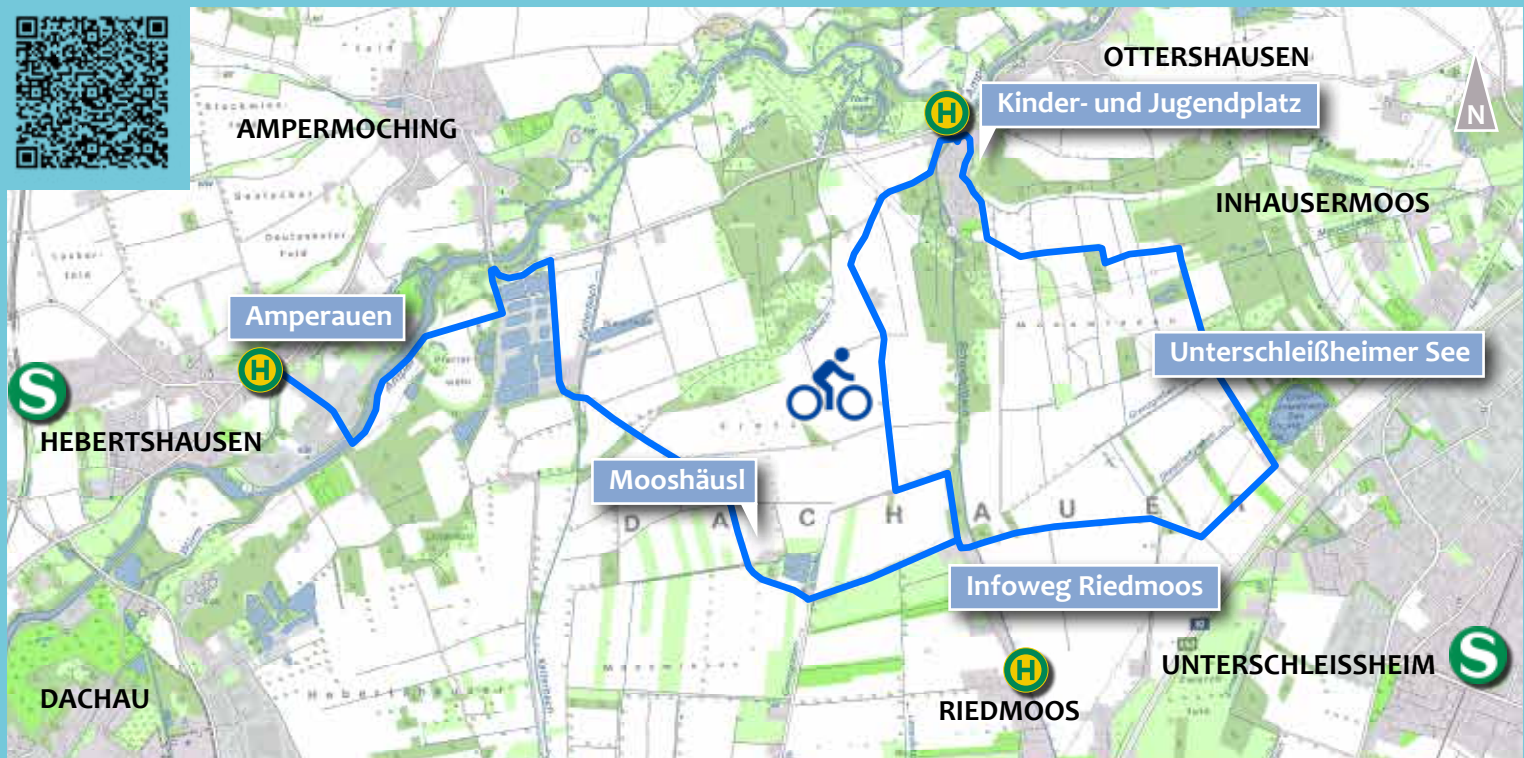 OTTERSHAUSEN
Kinder- und Jugendplatz
H
N
AMPERMOCHING
INHAUSERMOOS
Amperauen
H
Unterschleißheimer See
S
HEBERTSHAUSEN
Mooshäusl
D A C H A U E R
Infoweg Riedmoos
H
UNTERSCHLEISSHEIM
S
DACHAU
RIEDMOOS